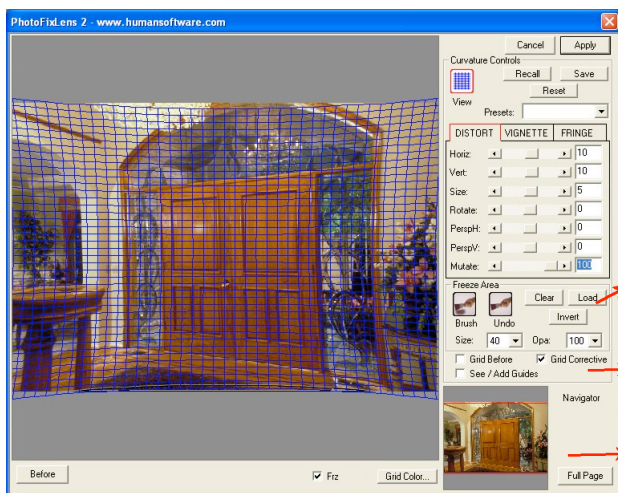 PhotoFixLens 2 - www.humansoftware.com
Cancel Apply
Curvature Controls
Recall Save
View
Reset
Presets:
DISTORT VIGNETTE FRINGE
Horiz: 10
Vert: 10
Size: 5
Rotate: 0
PerspH: 0
PerspV: 0
Mutate: 100
Freeze Area
Clear Load
Brush Undo Invert
Size: 40 Opa: 100
Grid Before Grid Corrective
See / Add Guides
Navigator
Before Frz Grid Color... Full Page